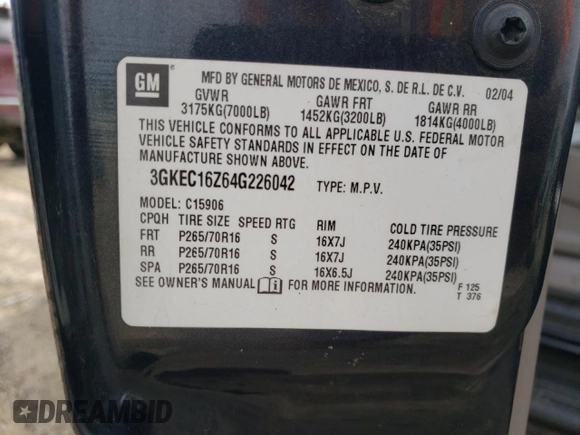 GM
MFD BY GENERAL MOTORS DE MEXICO, S. DE R.L. DE C.V. 02/04
GVWR GAWR FRT GAWR RR
3175KG(7000LB) 1452KG(3200LB) 1814KG(4000LB)
THIS VEHICLE CONFORMS TO ALL APPLICABLE U.S. FEDERAL MOTOR
VEHICLE SAFETY STANDARDS IN EFFECT ON THE DATE OF
MANUFACTURE SHOWN ABOVE.
3GKEC16Z64G226042 TYPE: M.P.V.
MODEL: C15906
CPQH TIRE SIZE SPEED RTG RIM COLD TIRE PRESSURE
FRT P265/70R16 S 16X7J 240KPA(35PSI)
RR P265/70R16 S 16X7J 240KPA(35PSI)
SPA P265/70R16 S 16X6.5J 240KPA(35PSI)
SEE OWNER'S MANUAL FOR MORE INFORMATION.
F 125
T 376
DREAMBID